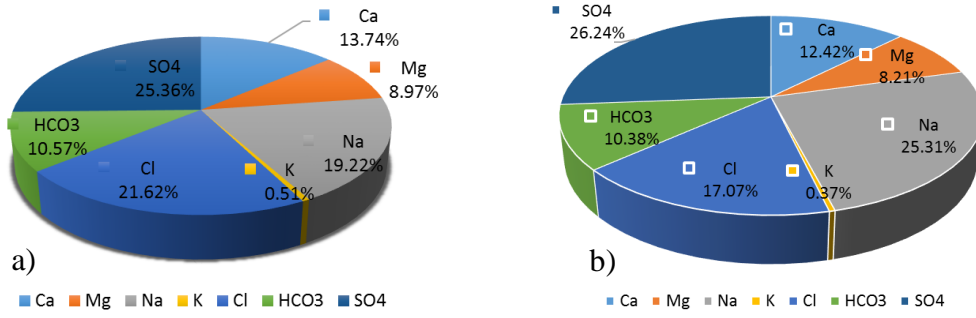 Ca
13.74%
Mg
8.97%
Na
19.22%
K
0.51%
Cl
21.62%
HCO3
10.57%
SO4
25.36%
a)
Ca Mg Na K Cl HCO3 SO4
SO4
26.24%
Ca
12.42%
Mg
8.21%
Na
25.31%
K
0.37%
Cl
17.07%
HCO3
10.38%
b)
Ca Mg Na K Cl HCO3 SO4